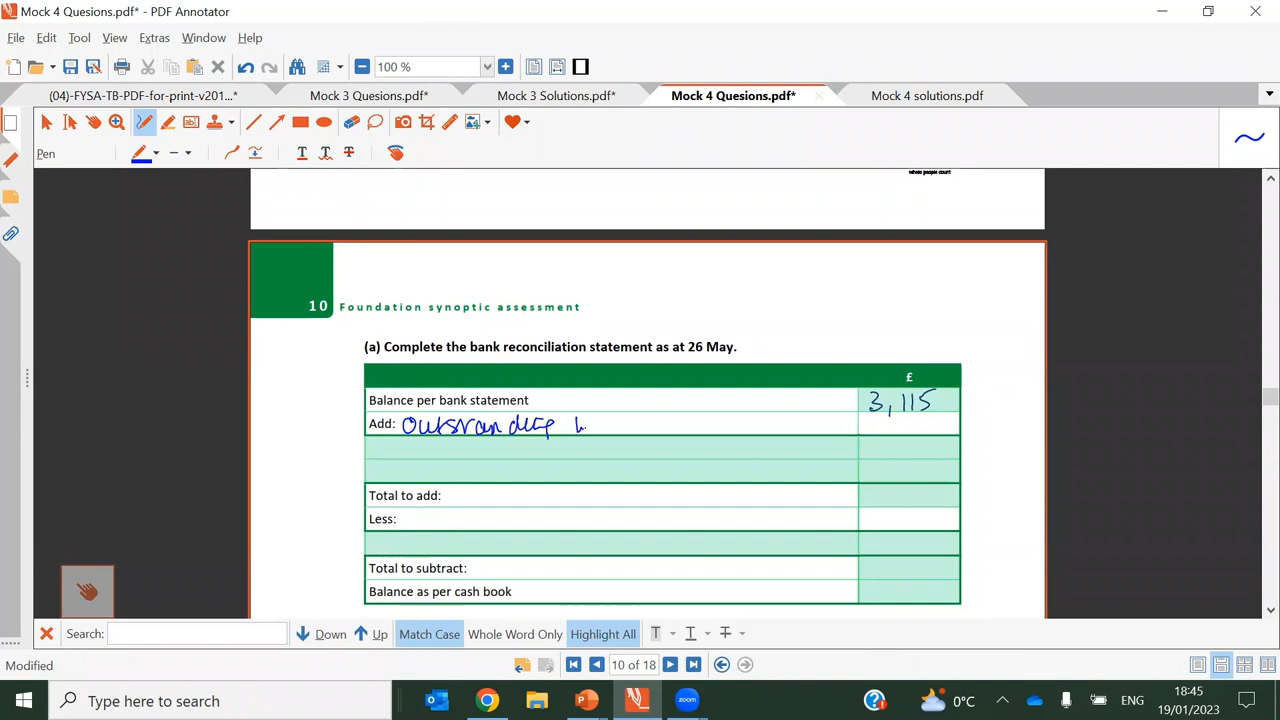 Mock 4 Quesions.pdf* - PDF Annotator
File Edit Tool View Extras Window Help
100 %
(04)-FYSA-TB-PDF-for-print-v201...*
Mock 3 Quesions.pdf*
Mock 3 Solutions.pdf*
Mock 4 Quesions.pdf*
Mock 4 solutions.pdf
Pen
where people count
10 Foundation synoptic assessment
(a) Complete the bank reconciliation statement as at 26 May.
£
Balance per bank statement 3,115
Add: Outstanding
Total to add:
Less:
Total to subtract:
Balance as per cash book
Search: Down Up Match Case Whole Word Only Highlight All
Modified
10 of 18
Type here to search
zoom
0°C
ENG
18:45
19/01/2023